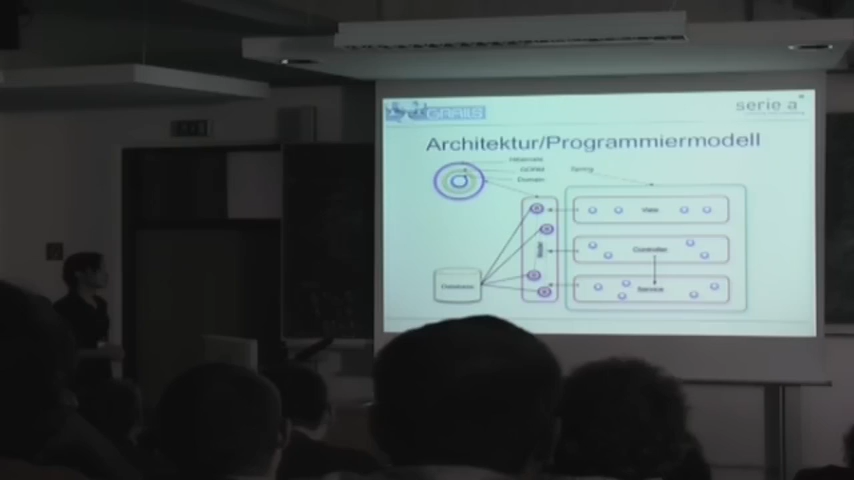 GRAILS
serie a
Architektur/Programmiermodell
Hibernate
GORM
Domain
Spring
View
Controller
Service
Database